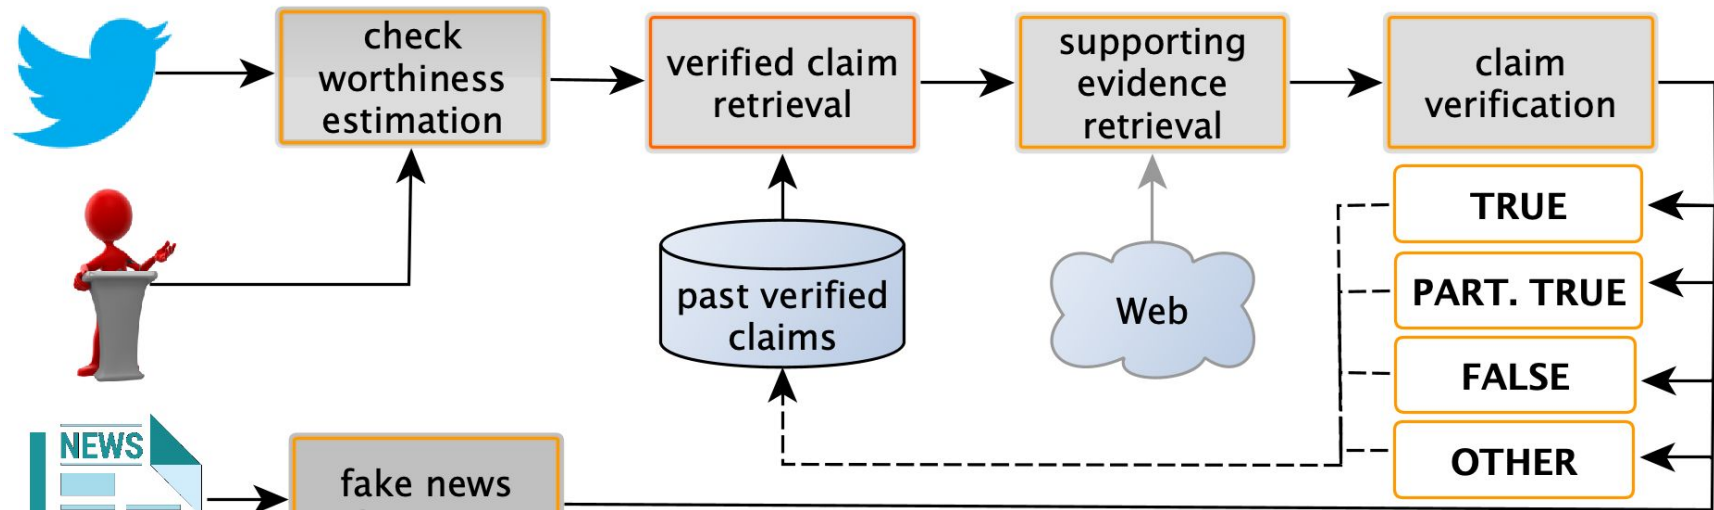 check
worthiness
estimation
verified claim
retrieval
supporting
evidence
retrieval
claim
verification
TRUE
PART. TRUE
FALSE
OTHER
past verified
claims
Web
NEWS
fake news